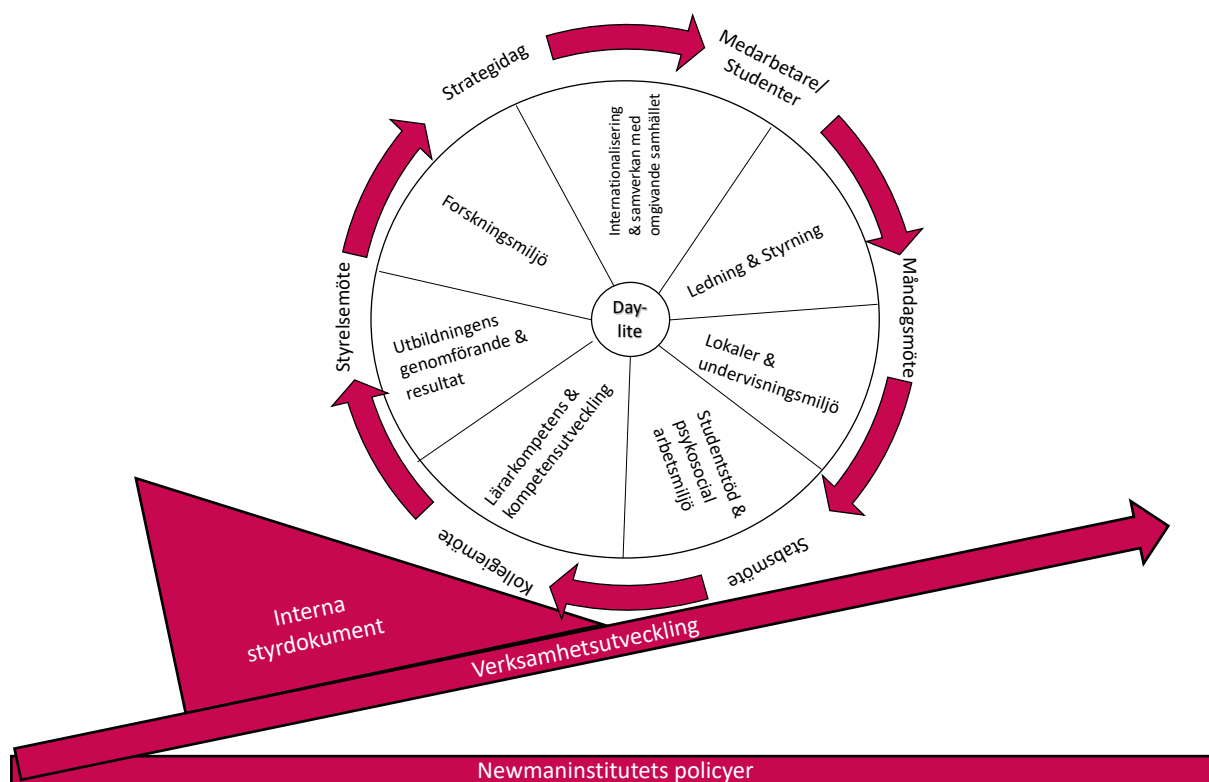 Strategidag
Medarbetare/
Studenter
Måndagsmöte
Stabsmöte
Kollegiemöte
Styrelsemöte
Internationalisering
& samverkan med
omgivande samhället
Ledning & Styrning
Lokaler &
undervisningsmiljö
Studentstöd &
psykosocial
arbetsmiljö
Lärarkompetens &
kompetensutveckling
Utbildningens
genomförande &
resultat
Forskningsmiljö
Day-
lite
Interna
styrdokument
Verksamhetsutveckling
Newmaninstitutets policyer